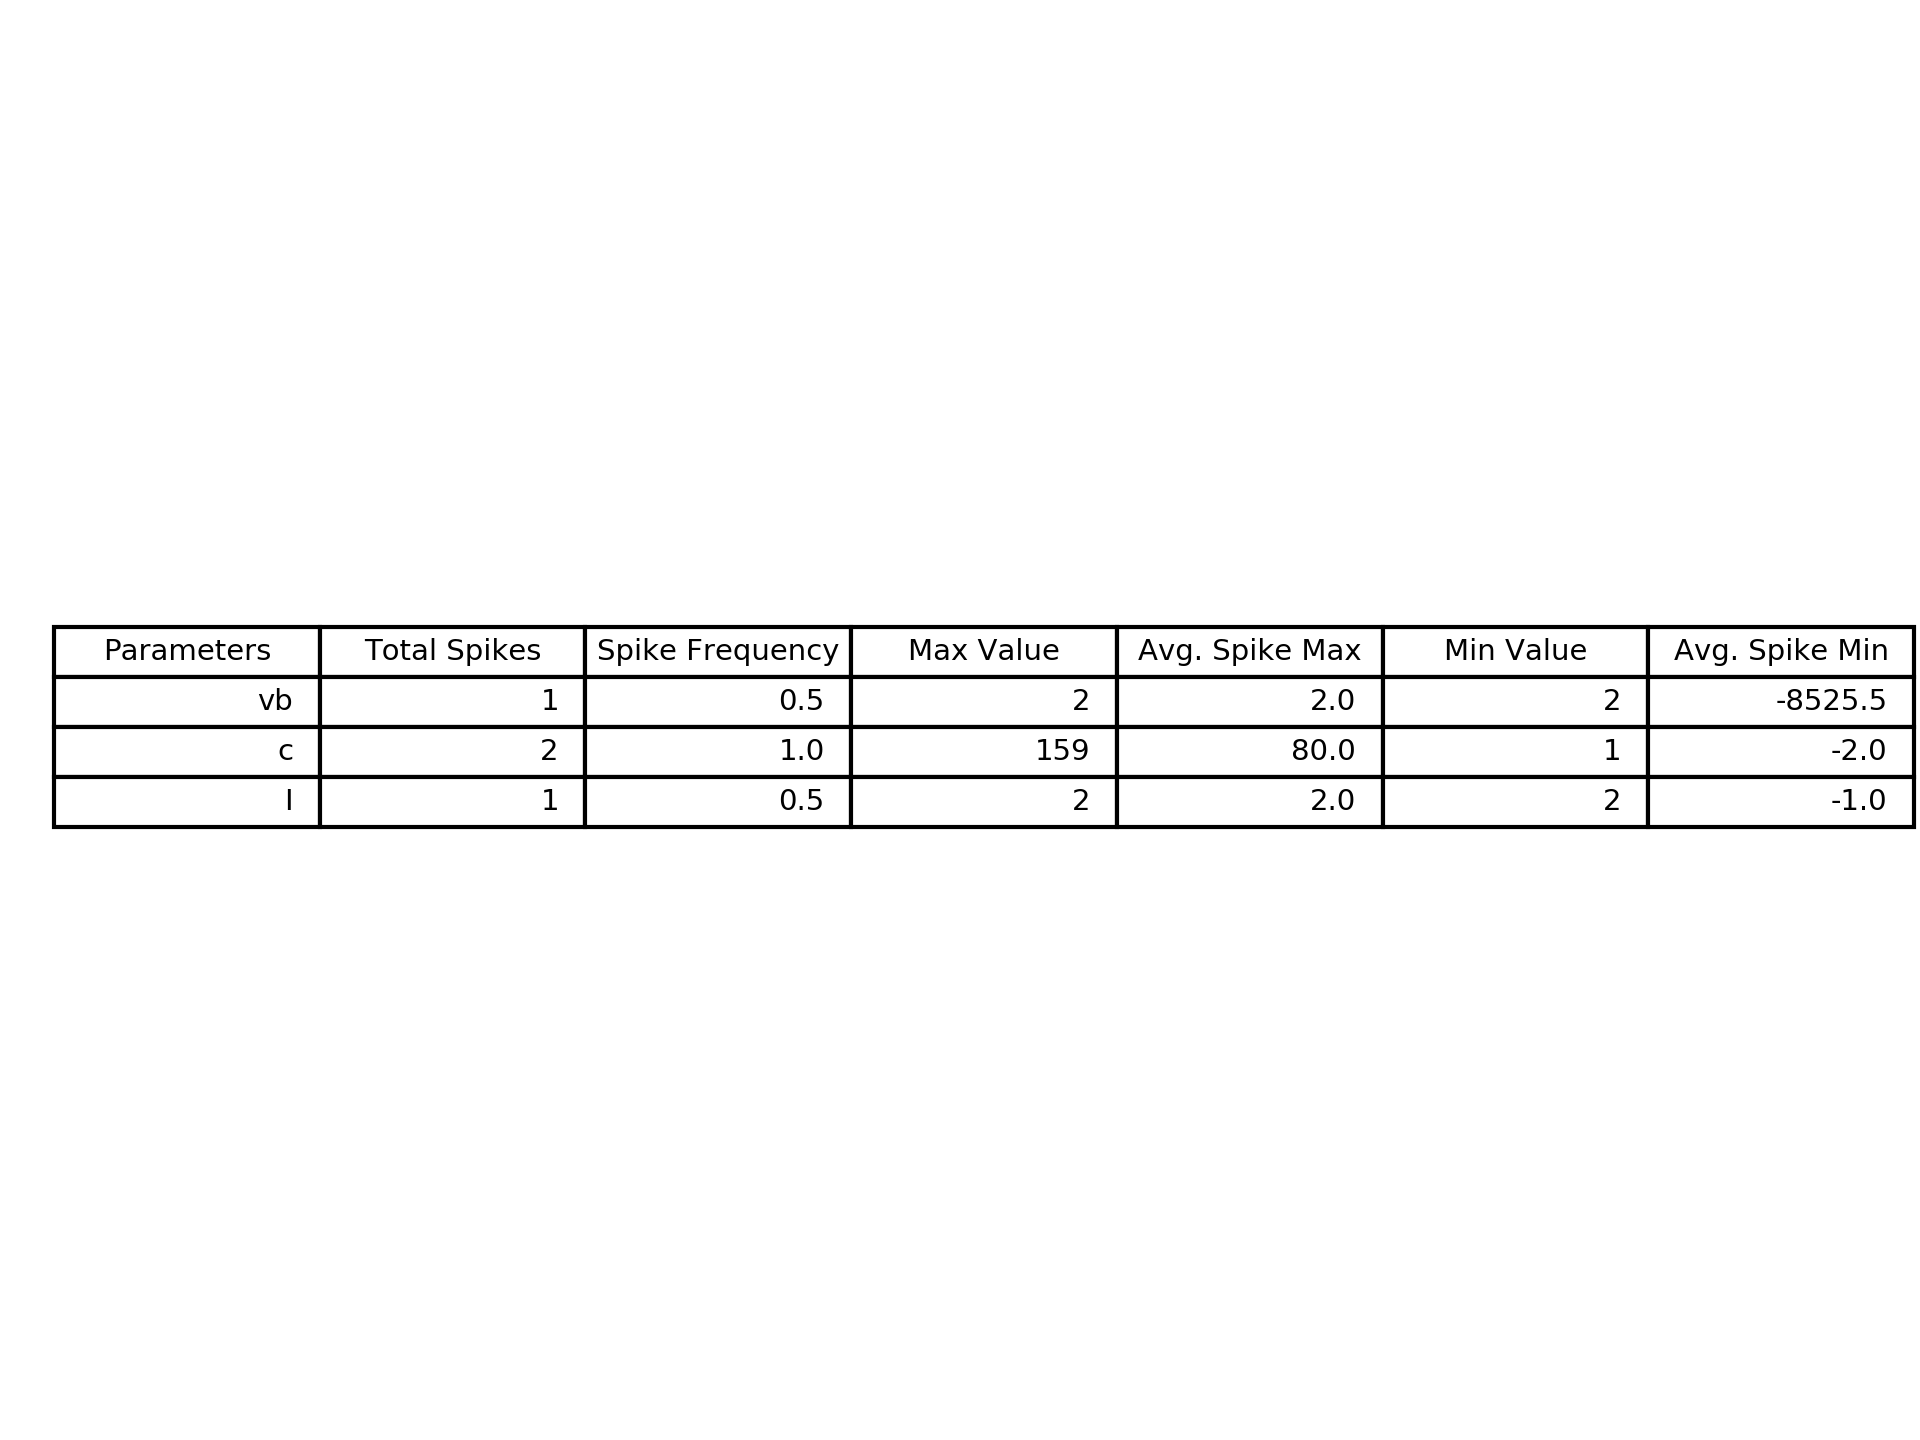 Parameters Total Spikes Spike Frequency Max Value Avg. Spike Max Min Value Avg. Spike Min
vb 1 0.5 2 2.0 2 -8525.5
c 2 1.0 159 80.0 1 -2.0
I 1 0.5 2 2.0 2 -1.0